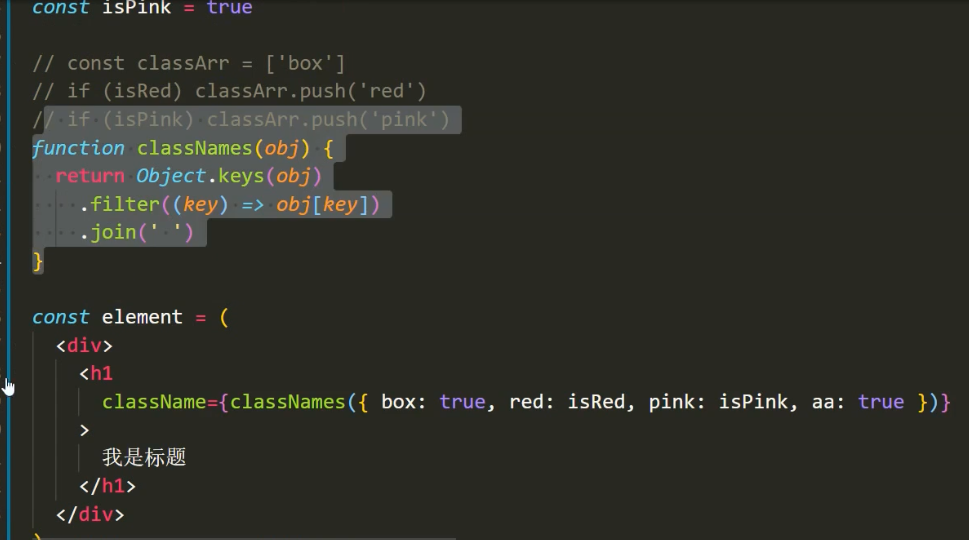 const isPink = true
// const classArr = ['box']
// if (isRed) classArr.push('red')
// if (isPink) classArr.push('pink')
function classNames(obj) {
return Object.keys(obj)
.filter((key) => obj[key])
.join(' ')
}
const element = (
<div>
<h1
className={classNames({ box: true, red: isRed, pink: isPink, aa: true })}
>
我是标题
</h1>
</div>
)